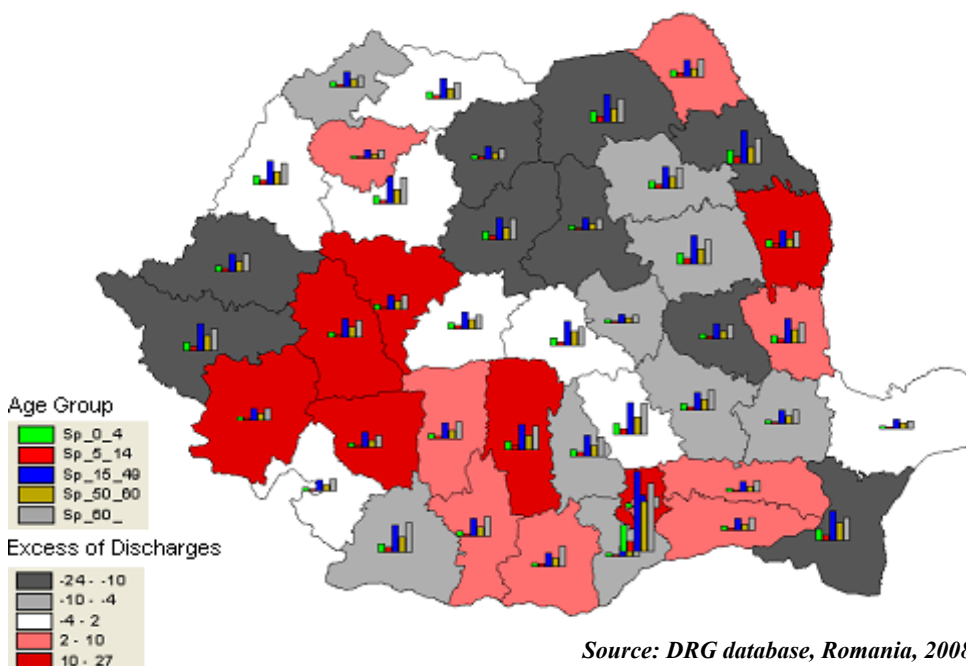 Age Group
Sp_0_4
Sp_5_14
Sp_15_49
Sp_50_60
Sp_60_
Excess of Discharges
-24 - -10
-10 - -4
-4 - 2
2 - 10
10 - 27
Source: DRG database, Romania, 2008